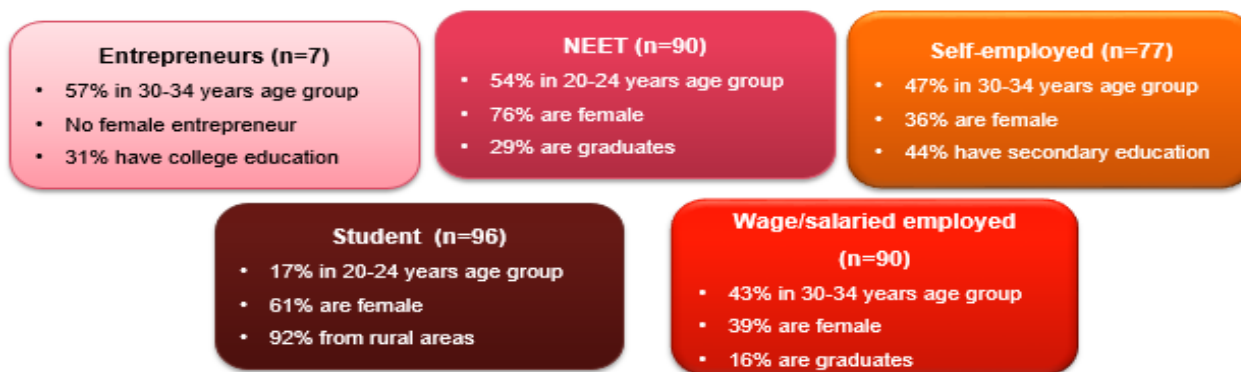 Entrepreneurs (n=7)
• 57% in 30-34 years age group
• No female entrepreneur
• 31% have college education
NEET (n=90)
• 54% in 20-24 years age group
• 76% are female
• 29% are graduates
Self-employed (n=77)
• 47% in 30-34 years age group
• 36% are female
• 44% have secondary education
Student (n=96)
• 17% in 20-24 years age group
• 61% are female
• 92% from rural areas
Wage/salaried employed
(n=90)
• 43% in 30-34 years age group
• 39% are female
• 16% are graduates